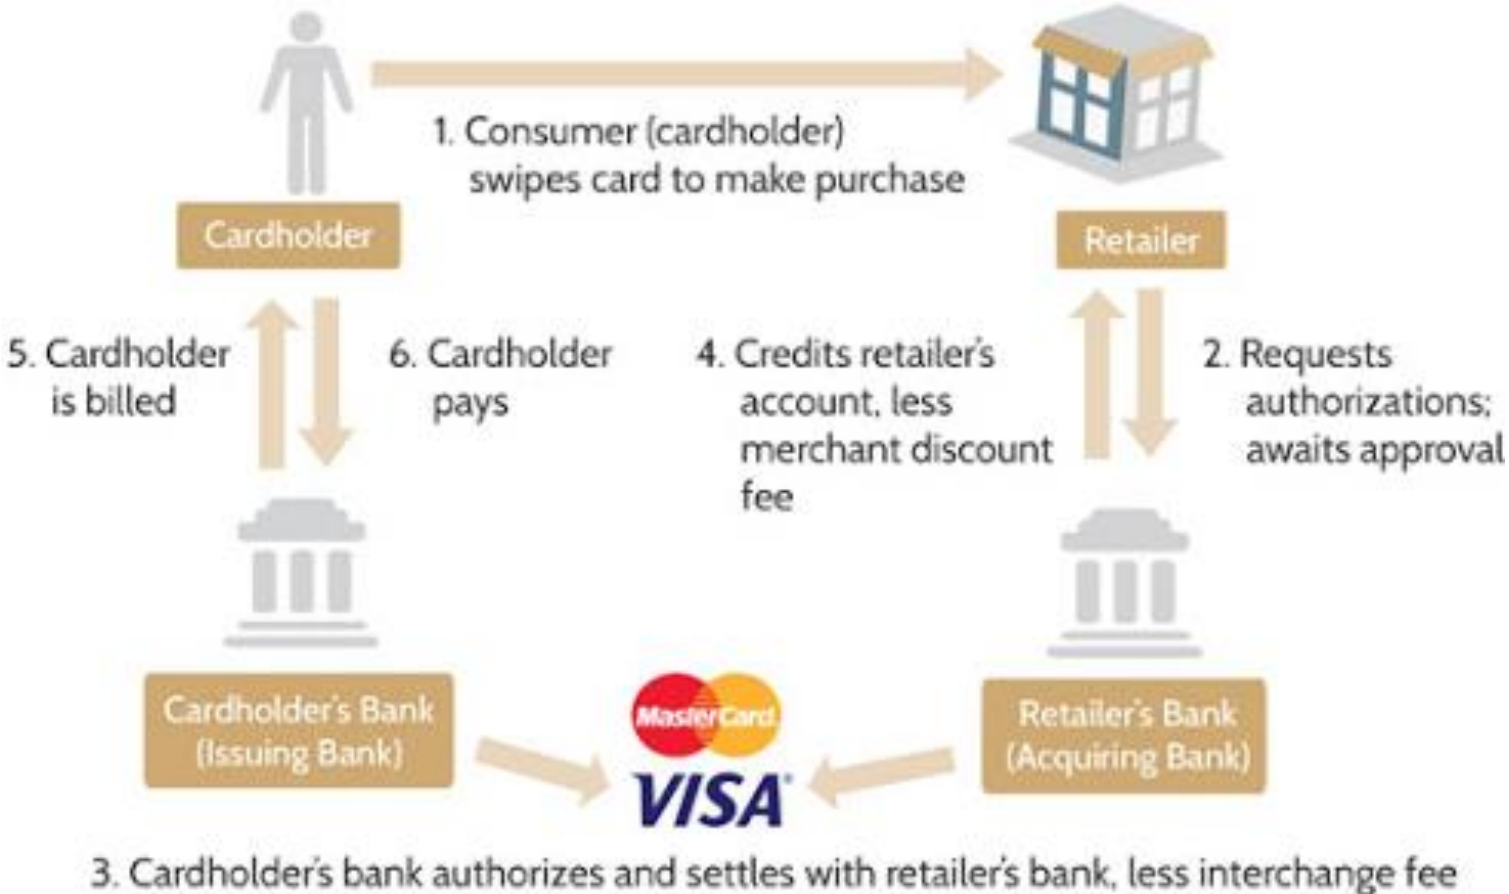 1. Consumer (cardholder)
swipes card to make purchase
Cardholder
Retailer
5. Cardholder
is billed
6. Cardholder
pays
4. Credits retailer's
account, less
merchant discount
fee
2. Requests
authorizations;
awaits approval
Cardholder's Bank
(Issuing Bank)
MasterCard
VISA
Retailer's Bank
(Acquiring Bank)
3. Cardholder's bank authorizes and settles with retailer's bank, less interchange fee